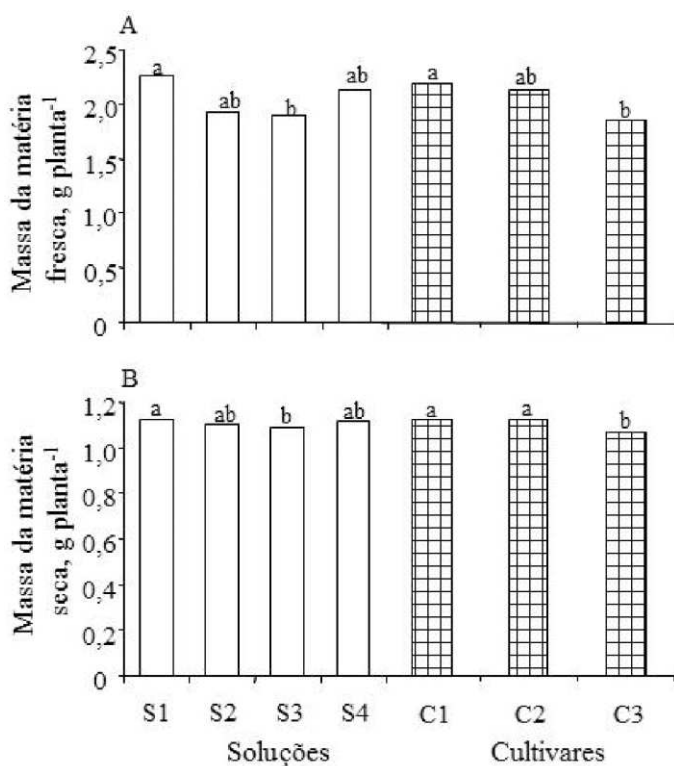 A
Massa da matéria
fresca, g planta⁻¹
2,5
2,0
1,5
1,0
0,5
0
a
ab
b
ab
a
ab
b
B
Massa da matéria
seca, g planta⁻¹
1,2
1,0
0,8
0,6
0,4
0,2
0
a
ab
b
ab
a
a
b
S1 S2 S3 S4 C1 C2 C3
Soluções Cultivares